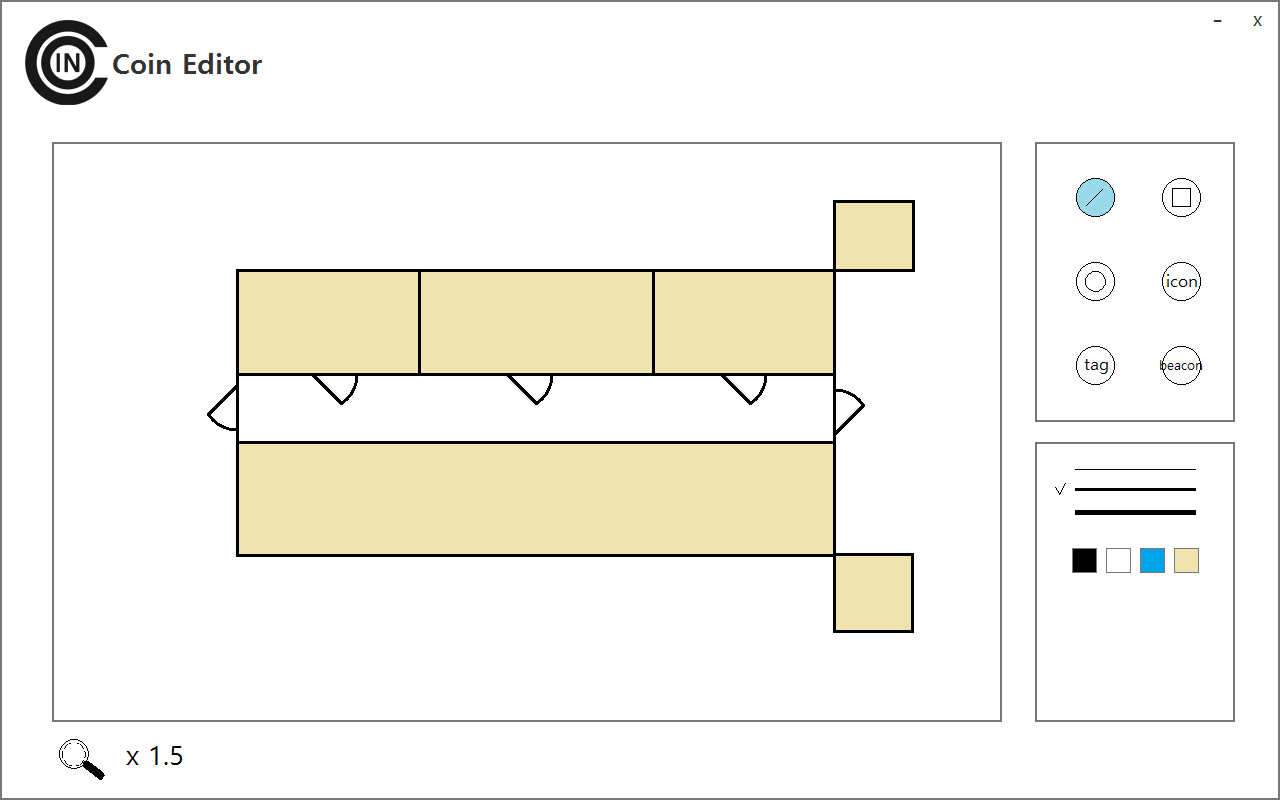 – x
IN
Coin Editor
icon
tag
beacon
x 1.5